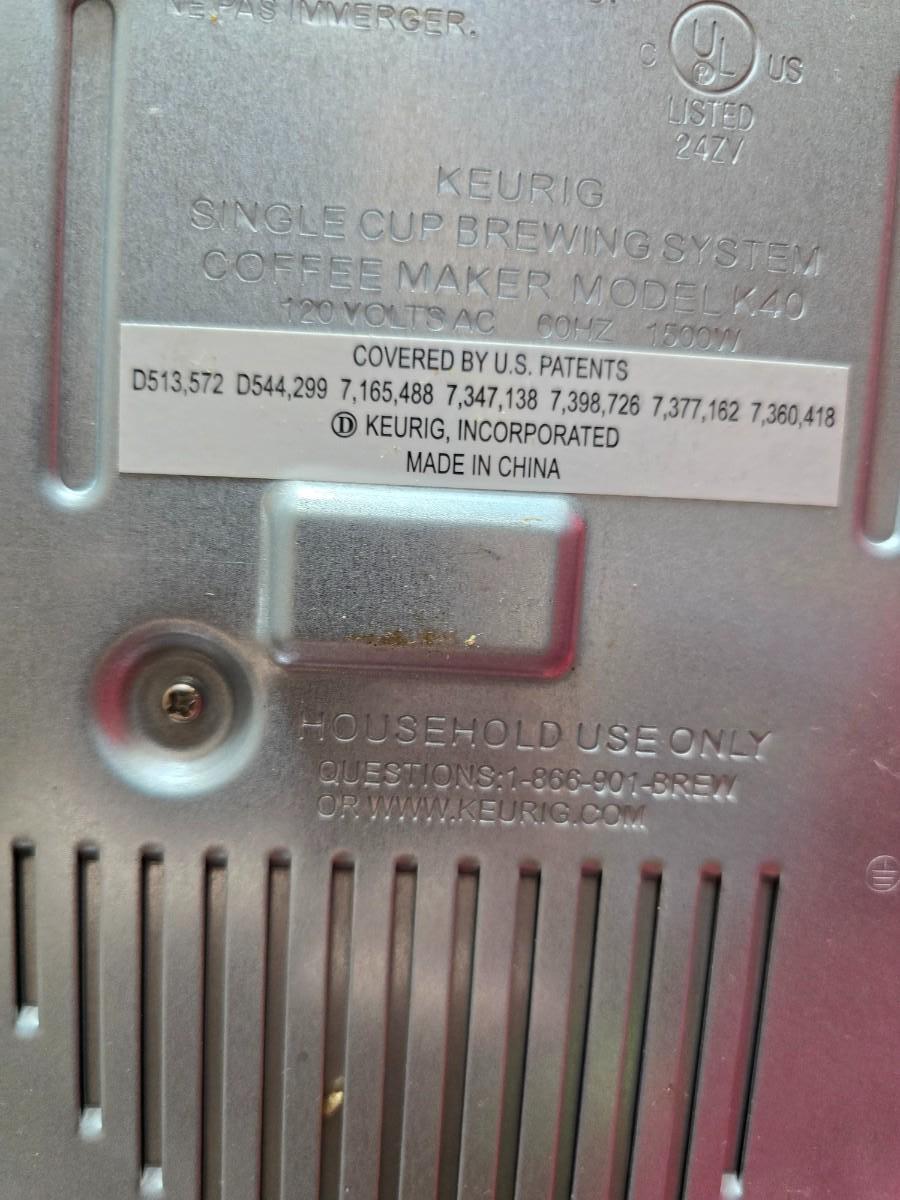 NE PAS IMMERGER.
C UL US
®
LISTED
24ZV
KEURIG
SINGLE CUP BREWING SYSTEM
COFFEE MAKER MODEL K40
120 VOLTS AC 60HZ 1500W
COVERED BY U.S. PATENTS
D513,572 D544,299 7,165,488 7,347,138 7,398,726 7,377,162 7,360,418
D KEURIG, INCORPORATED
MADE IN CHINA
HOUSEHOLD USE ONLY
QUESTIONS:1-866-901-BREW
OR WWW.KEURIG.COM